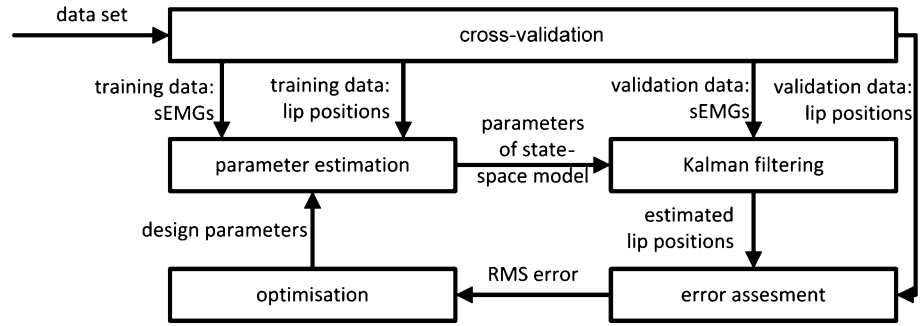 data set
cross-validation
training data:
sEMGs
training data:
lip positions
validation data:
sEMGs
validation data:
lip positions
parameter estimation
parameters
of state-
space model
Kalman filtering
design parameters
estimated
lip positions
optimisation
RMS error
error assesment